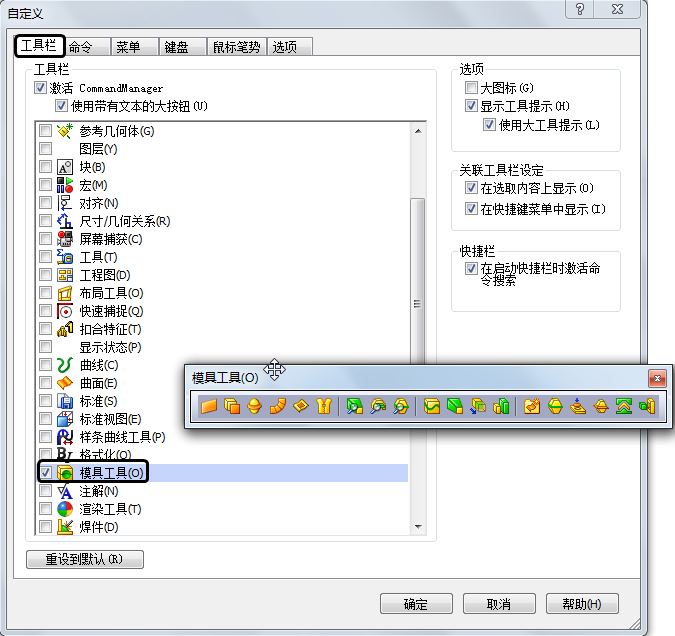 自定义
工具栏 命令 菜单 键盘 鼠标笔势 选项
工具栏
激活 CommandManager
使用带有文本的大按钮(U)
参考几何体(G)
图层(Y)
块(B)
宏(M)
对齐(N)
尺寸/几何关系(R)
屏幕捕获(C)
工具(T)
工程图(D)
布局工具(O)
快速捕捉(Q)
扣合特征(T)
显示状态(P)
曲线(C)
曲面(E)
标准(S)
标准视图(E)
样条曲线工具(P)
格式化(O)
模具工具(O)
注解(N)
渲染工具(T)
焊件(D)
重设到默认(R)
选项
大图标(G)
显示工具提示(H)
使用大工具提示(L)
关联工具栏设定
在选取内容上显示(O)
在快捷键菜单中显示(I)
快捷栏
在启动快捷栏时激活命
令搜索
模具工具(O)
确定 取消 帮助(H)